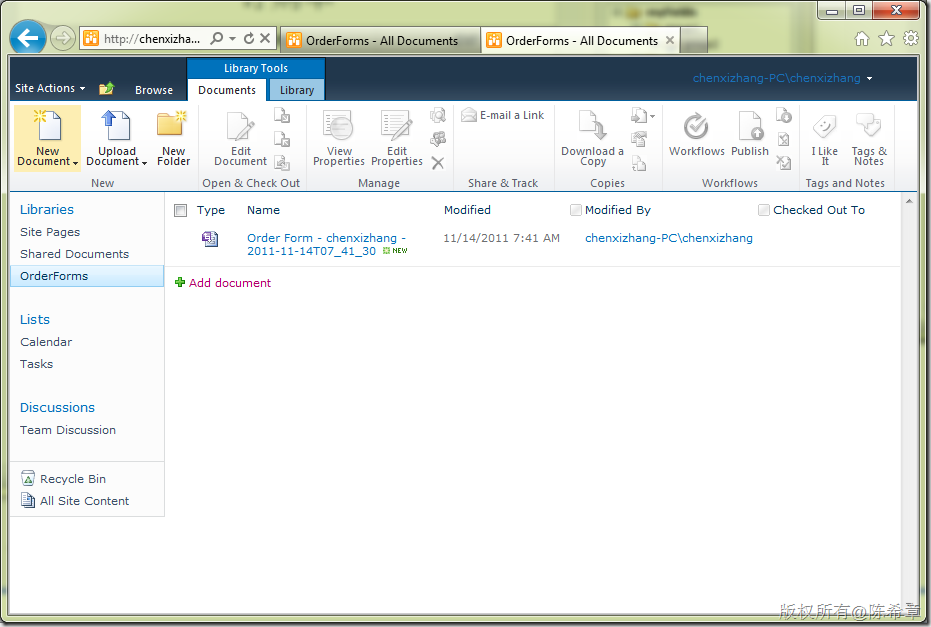 http://chenxizha...
OrderForms - All Documents
OrderForms - All Documents
Library Tools
chenxizhang-PC\chenxizhang
Site Actions
Browse
Documents
Library
New Document
Upload Document
New Folder
New
Edit Document
Open & Check Out
View Properties
Edit Properties
Manage
E-mail a Link
Share & Track
Download a Copy
Copies
Workflows
Publish
Workflows
I Like It
Tags & Notes
Tags and Notes
Libraries
Site Pages
Shared Documents
OrderForms
Lists
Calendar
Tasks
Discussions
Team Discussion
Recycle Bin
All Site Content
Type Name Modified Modified By Checked Out To
Order Form - chenxizhang - 11/14/2011 7:41 AM chenxizhang-PC\chenxizhang
2011-11-14T07_41_30 NEW
Add document
版权所有@陈希章